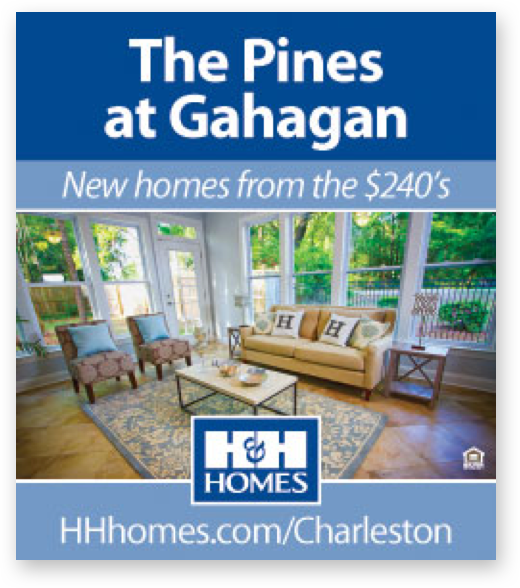 The Pines
at Gahagan
New homes from the $240's
H H
H&H
HOMES
HHhomes.com/Charleston